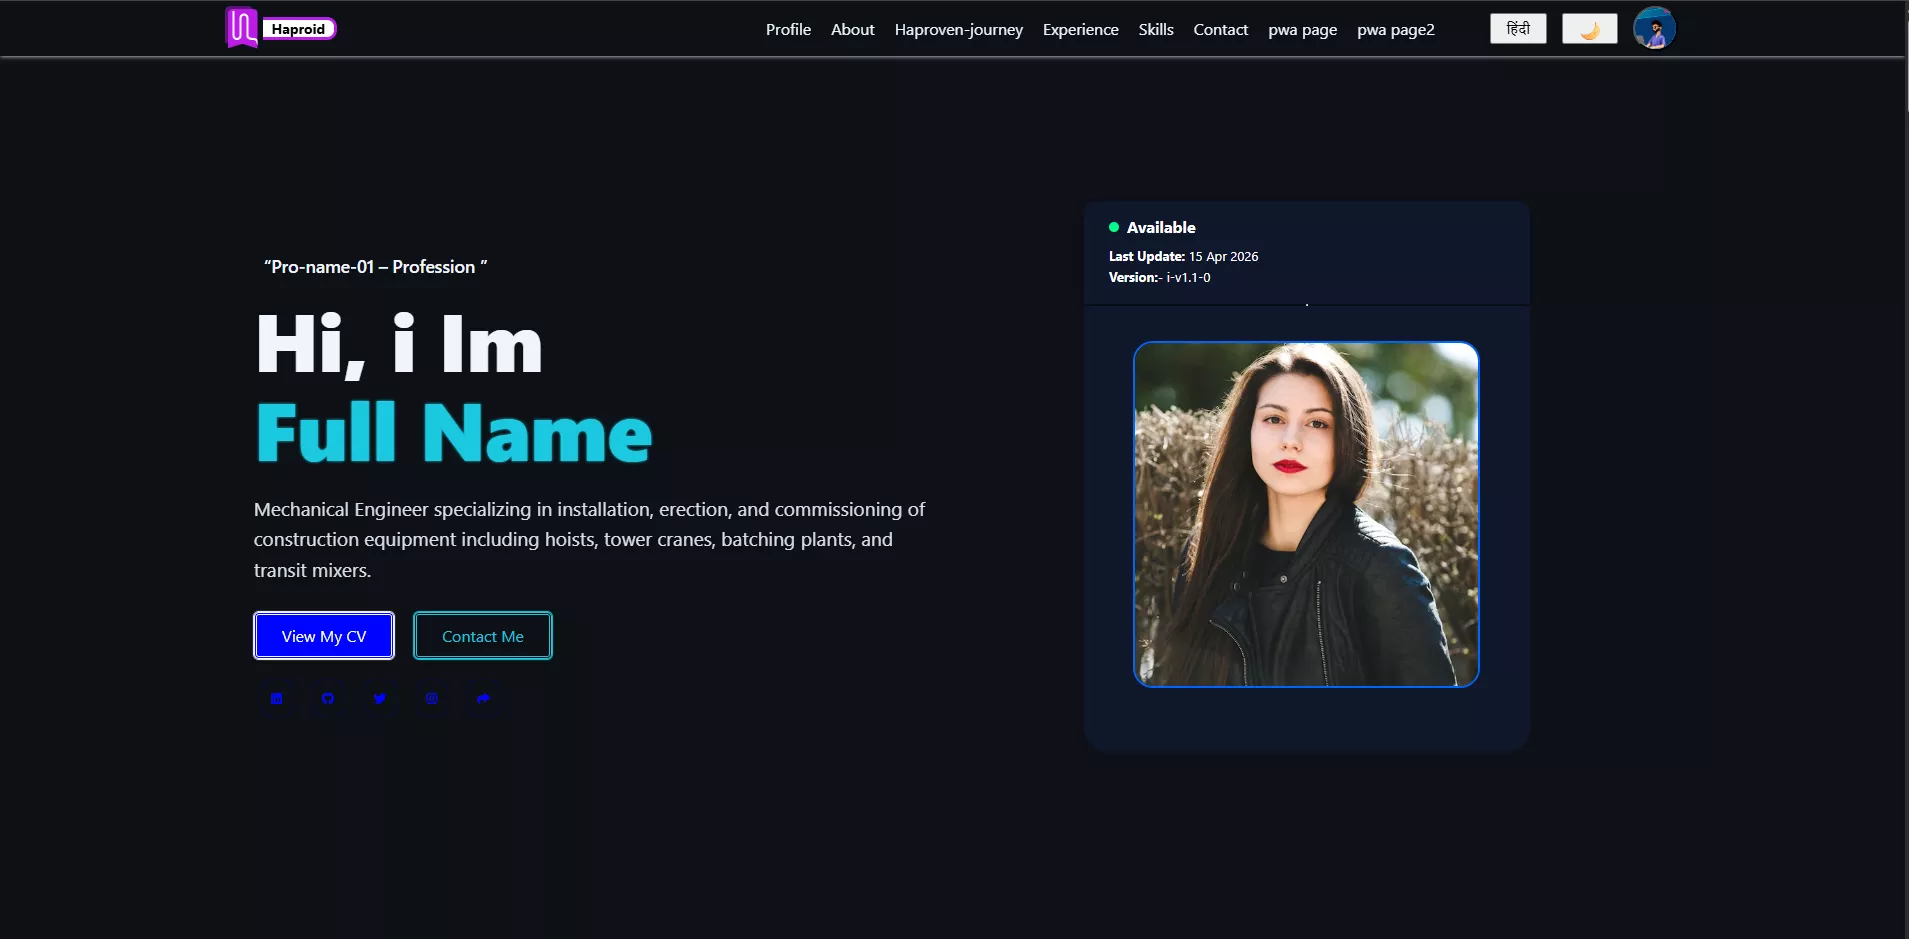 Haproid
Profile About Haproven-journey Experience Skills Contact pwa page pwa page2 हिंदी
“Pro-name-01 – Profession ”
Hi, i Im
Full Name
Mechanical Engineer specializing in installation, erection, and commissioning of
construction equipment including hoists, tower cranes, batching plants, and
transit mixers.
View My CV Contact Me
Available
Last Update: 15 Apr 2026
Version:- i-v1.1-0